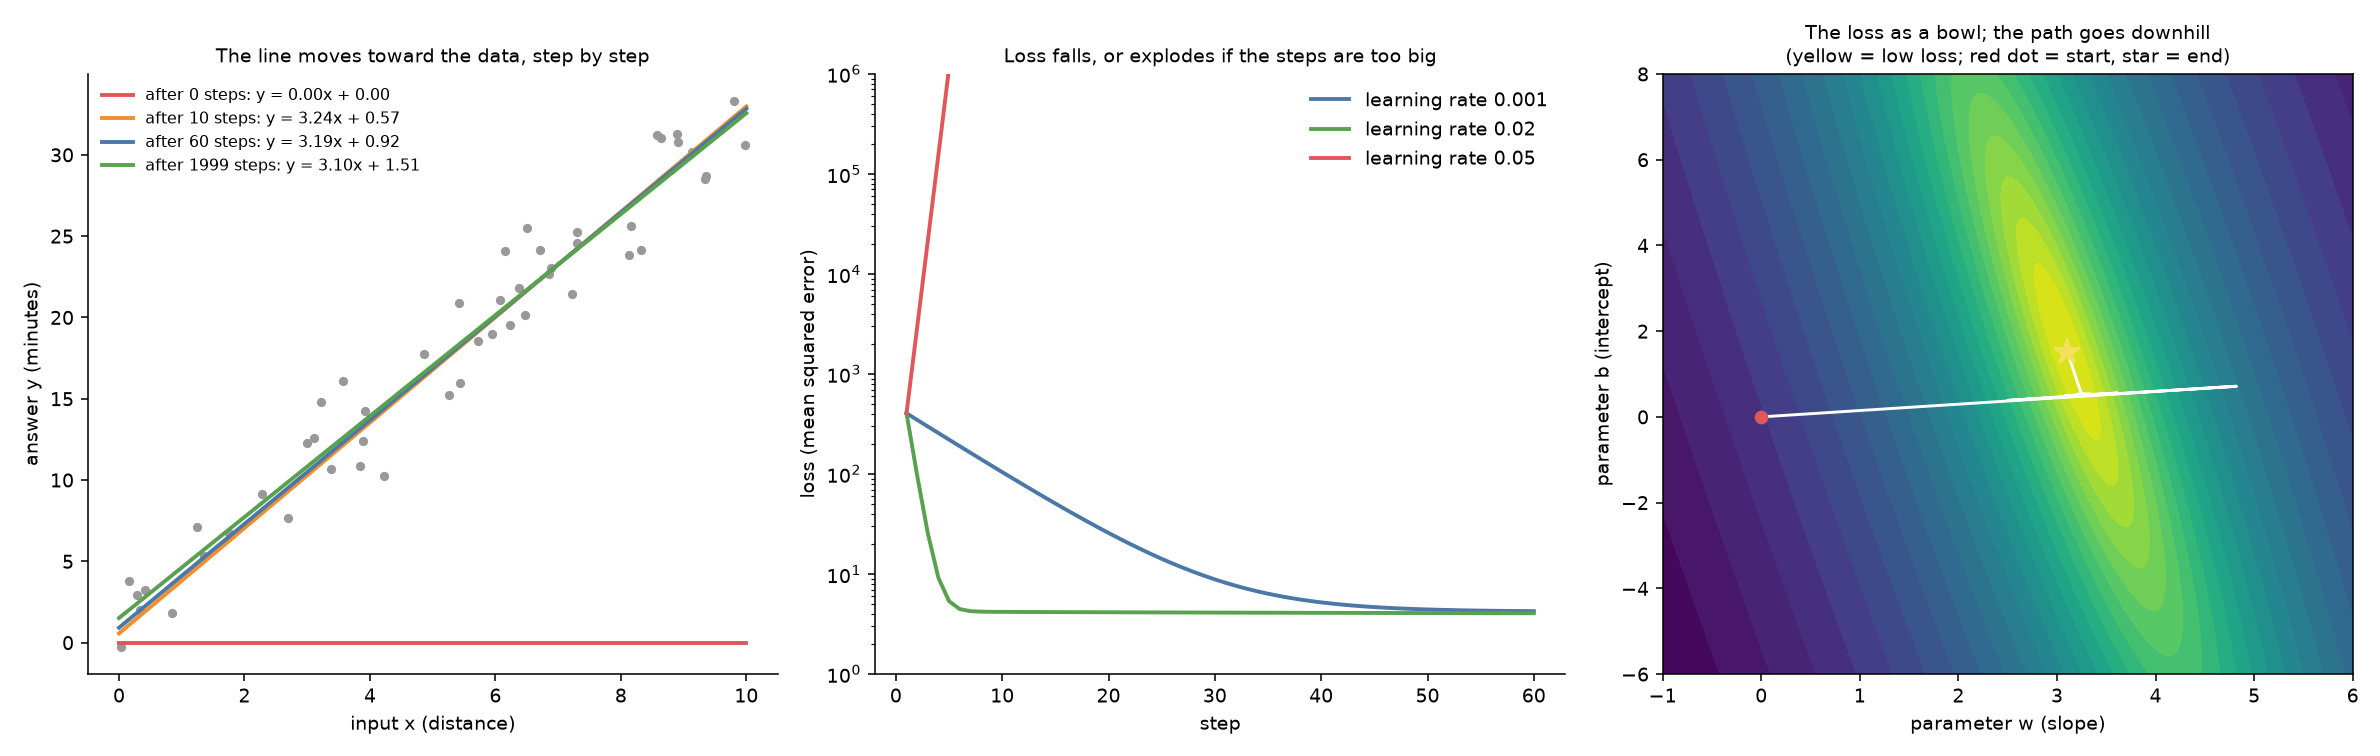 The line moves toward the data, step by step
after 0 steps: y = 0.00x + 0.00
after 10 steps: y = 3.24x + 0.57
after 60 steps: y = 3.19x + 0.92
after 1999 steps: y = 3.10x + 1.51
answer y (minutes)
30
25
20
15
10
5
0
0 2 4 6 8 10
input x (distance)
Loss falls, or explodes if the steps are too big
learning rate 0.001
learning rate 0.02
learning rate 0.05
loss (mean squared error)
10⁶
10⁵
10⁴
10³
10²
10¹
10⁰
0 10 20 30 40 50 60
step
The loss as a bowl; the path goes downhill
(yellow = low loss; red dot = start, star = end)
parameter b (intercept)
8
6
4
2
0
−2
−4
−6
−1 0 1 2 3 4 5 6
parameter w (slope)